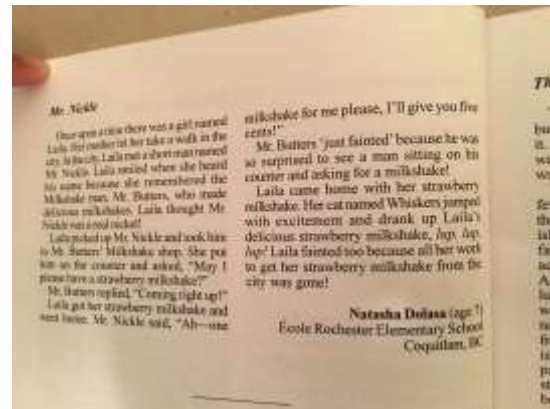 Mr. Nickle
Once upon a time there was a girl named
Laila. Her mother let her take a walk in the
city. In the city, Laila met a short man named
Mr. Nickle. Laila smiled when she heard
his name because she remembered the
Milkshake man, Mr. Butters, who made
delicious milkshakes. Laila thought Mr.
Nickle was a real nickel!
Laila picked up Mr. Nickle and took him
to Mr. Butters' Milkshake shop. She put
him on the counter and asked, "May I
please have a strawberry milkshake?"
Mr. Butters replied, "Coming right up!"
Laila got her strawberry milkshake and
went home. Mr. Nickle said, "Ah—one
milkshake for me please, I'll give you five
cents!"
Mr. Butters 'just fainted' because he was
so surprised to see a man sitting on his
counter and asking for a milkshake!
Laila came home with her strawberry
milkshake. Her cat named Whiskers jumped
with excitement and drank up Laila's
delicious strawberry milkshake, lap, lap,
lap! Laila fainted too because all her work
to get her strawberry milkshake from the
city was gone!
Natasha Dolasa (age 7)
École Rochester Elementary School
Coquitlam, BC